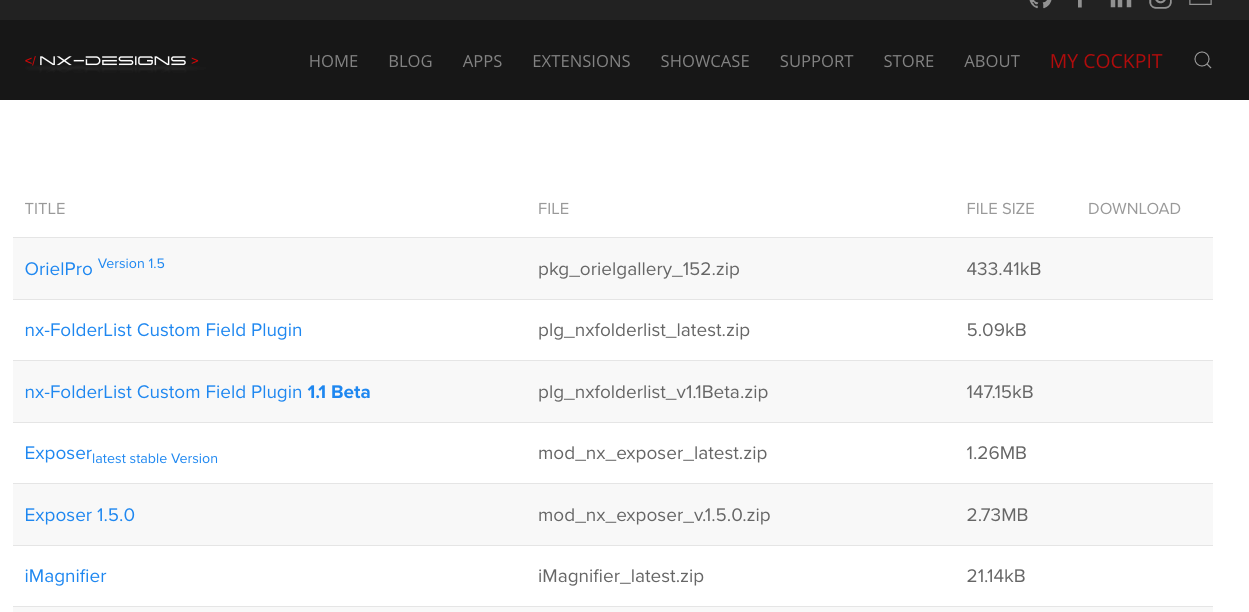 </NX-DESIGNS>
HOME BLOG APPS EXTENSIONS SHOWCASE SUPPORT STORE ABOUT MY COCKPIT
TITLE FILE FILE SIZE DOWNLOAD
OrielPro Version 1.5 pkg_orielgallery_152.zip 433.41kB
nx-FolderList Custom Field Plugin plg_nxfolderlist_latest.zip 5.09kB
nx-FolderList Custom Field Plugin 1.1 Beta plg_nxfolderlist_v1.1Beta.zip 147.15kB
Exposer latest stable Version mod_nx_exposer_latest.zip 1.26MB
Exposer 1.5.0 mod_nx_exposer_v.1.5.0.zip 2.73MB
iMagnifier iMagnifier_latest.zip 21.14kB